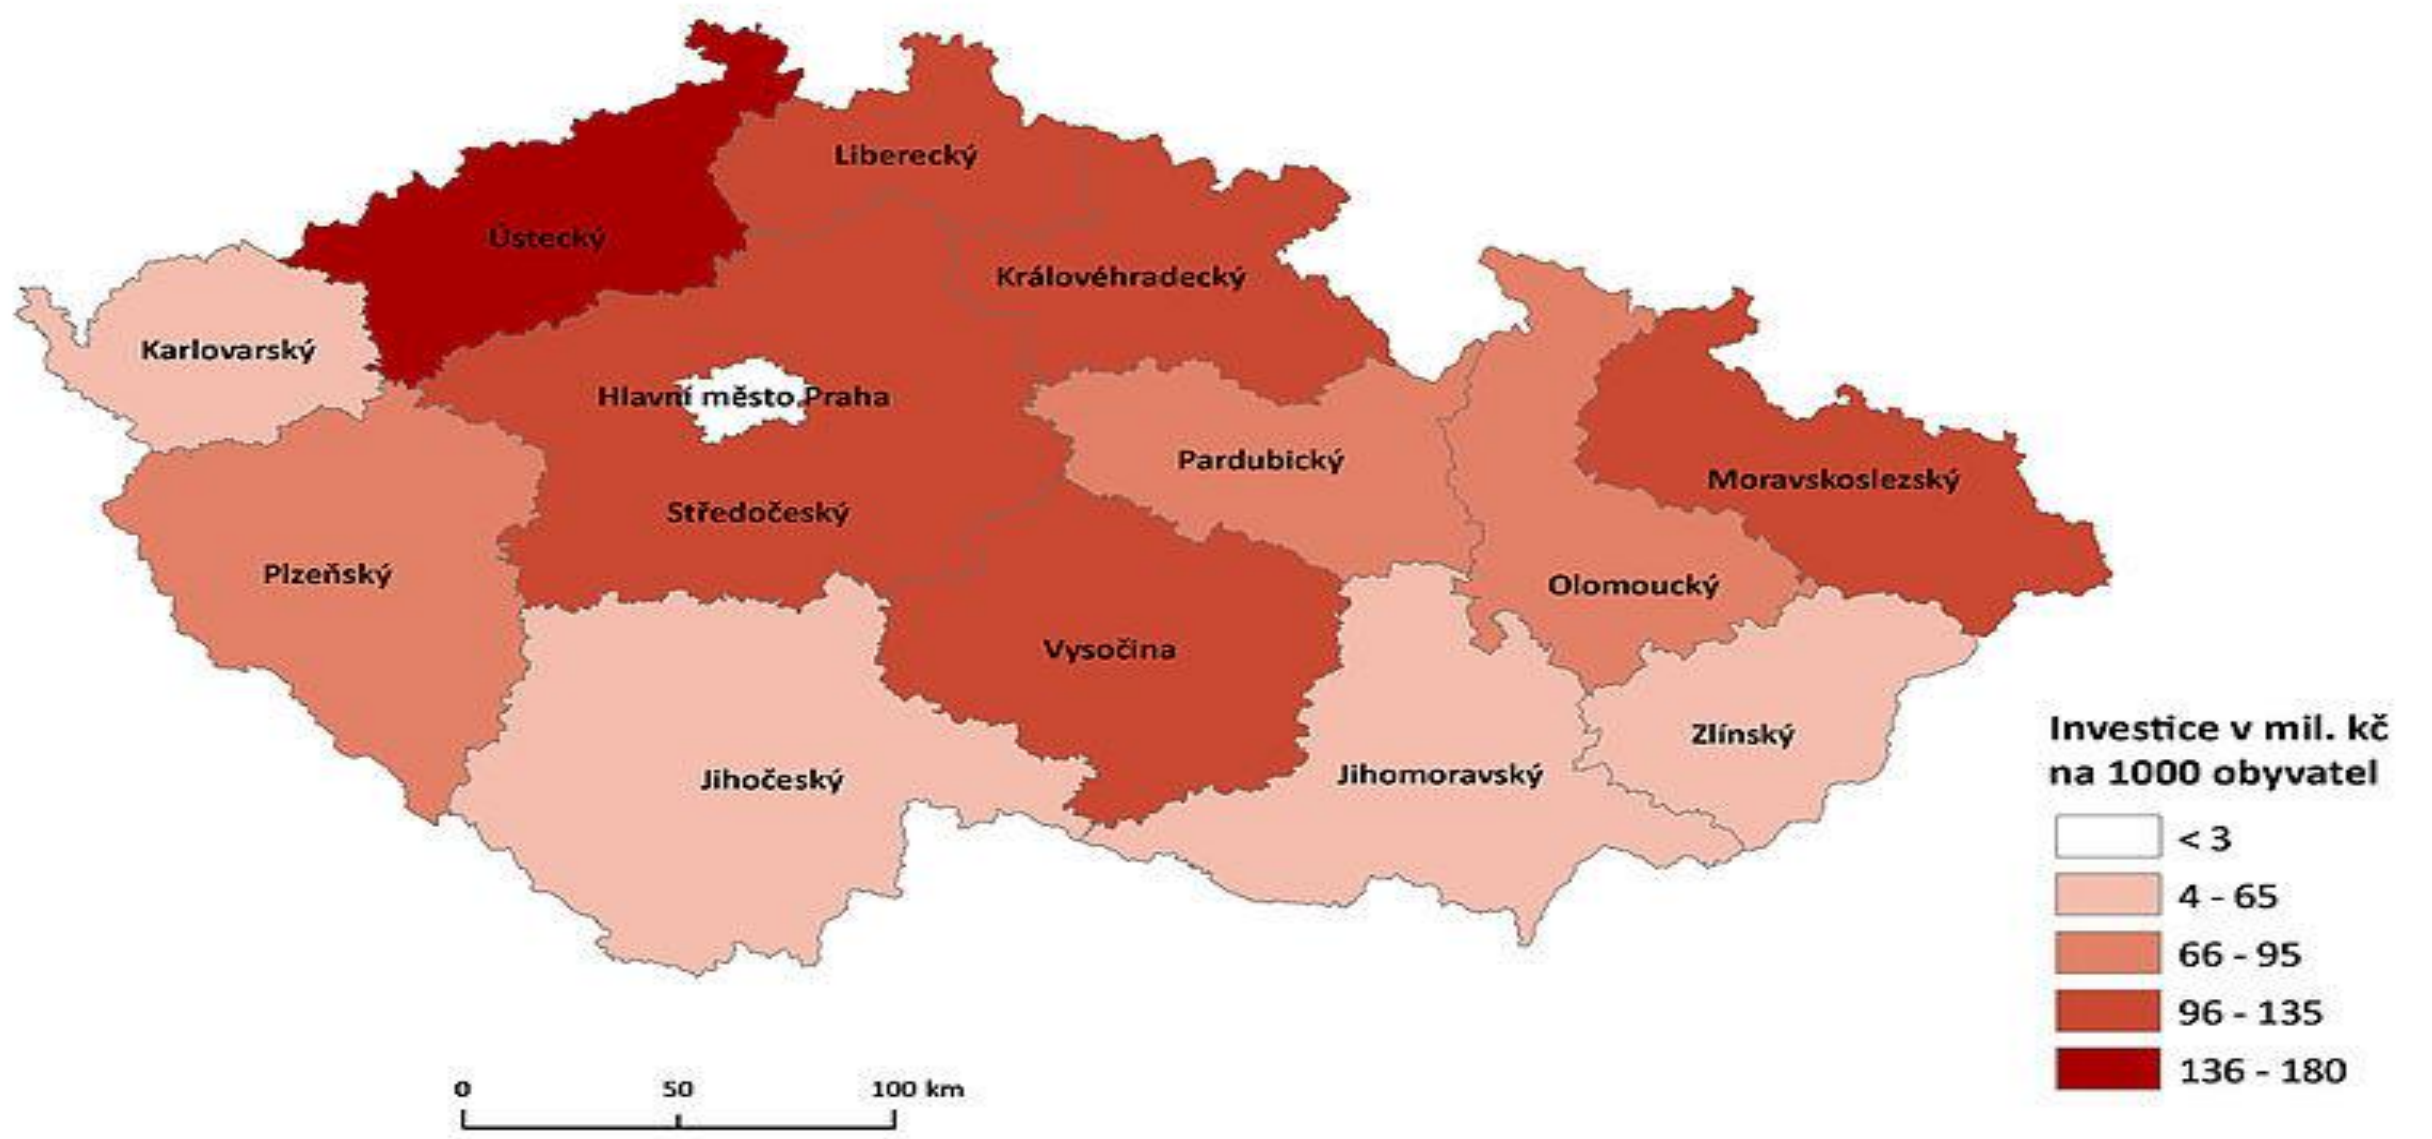 Liberecký
Ústecký
Královéhradecký
Karlovarský
Hlavní město Praha
Pardubický
Moravskoslezský
Středočeský
Plzeňský
Olomoucký
Vysočina
Zlínský
Jihočeský
Jihomoravský
Investice v mil. kč
na 1000 obyvatel
< 3
4 - 65
66 - 95
96 - 135
136 - 180
0 50 100 km